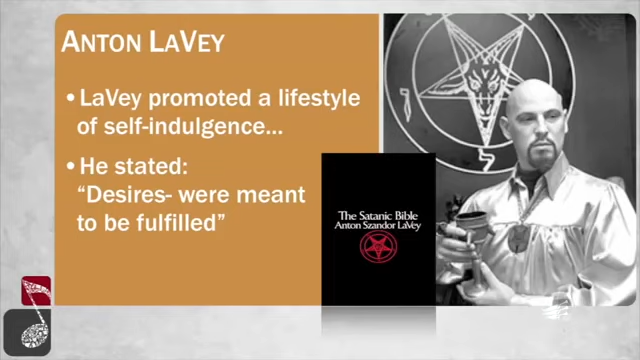 ANTON LAVEY
•LaVey promoted a lifestyle
of self-indulgence...
•He stated:
“Desires- were meant
to be fulfilled”
The Satanic Bible
Anton Szandor LaVey